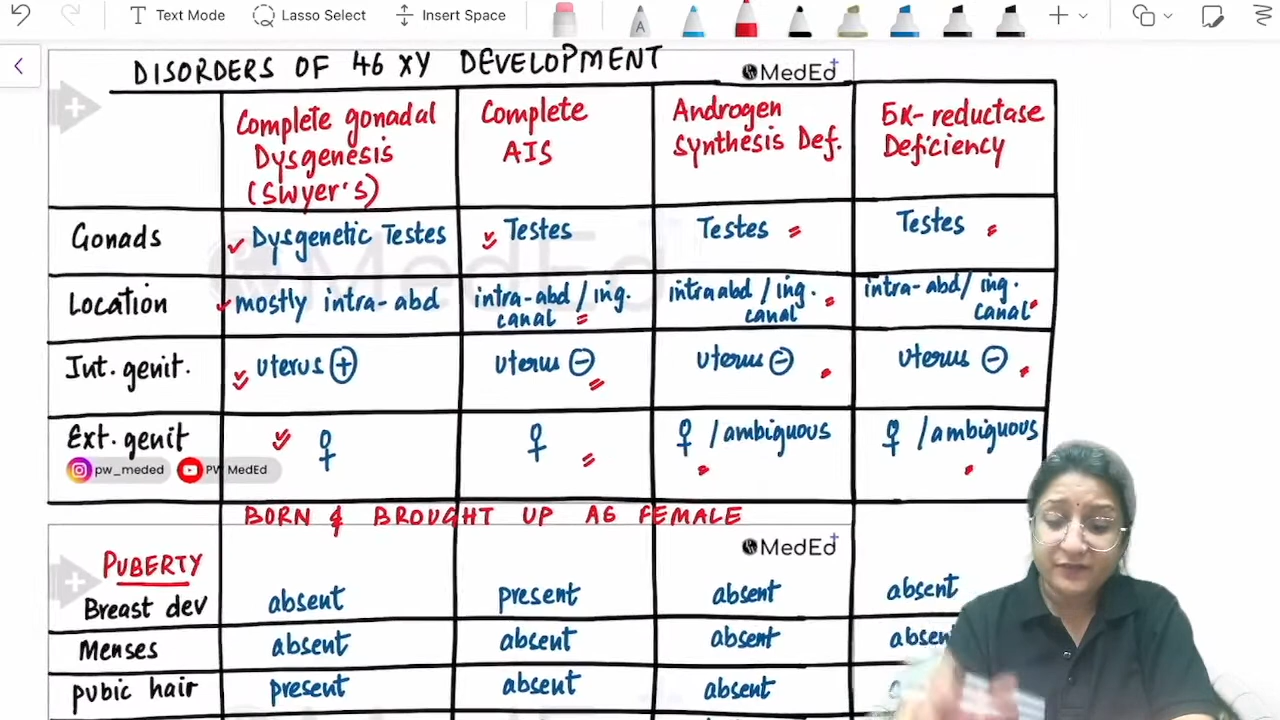 Text Mode Lasso Select Insert Space
DISORDERS OF 46 XY DEVELOPMENT
MedEd
Complete gonadal Dysgenesis (Swyer's)
Complete AIS
Androgen Synthesis Def.
5α-reductase Deficiency
Gonads
Dysgenetic Testes
Testes
Testes
Testes
Location
mostly intra-abd
intra-abd / ing. canal
intraabd / ing. canal
intra-abd / ing. canal
Int. genit.
uterus +
uterus −
uterus −
uterus −
Ext. genit
♀
♀
♀ / ambiguous
♀ / ambiguous
pw_meded PW MedEd
BORN & BROUGHT UP AS FEMALE
MedEd
PUBERTY
Breast dev
absent
present
absent
absent
Menses
absent
absent
absent
pubic hair
present
absent
absent